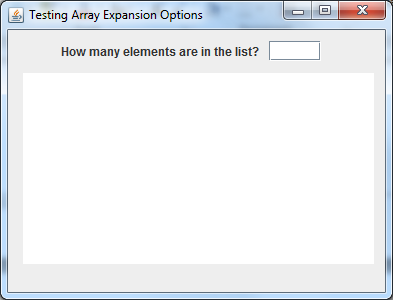 Testing Array Expansion Options
How many elements are in the list?